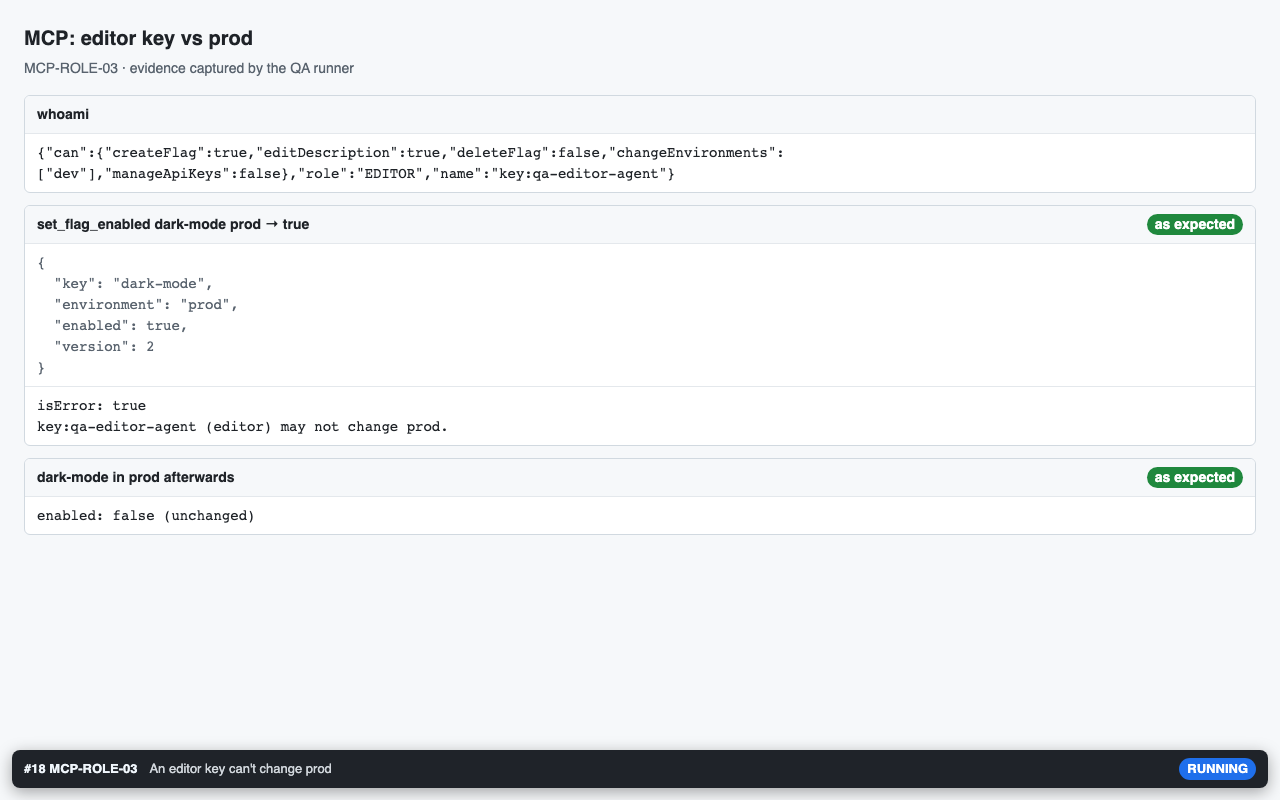 MCP: editor key vs prod
MCP-ROLE-03 · evidence captured by the QA runner
whoami
{"can":{"createFlag":true,"editDescription":true,"deleteFlag":false,"changeEnvironments":
["dev"],"manageApiKeys":false},"role":"EDITOR","name":"key:qa-editor-agent"}
set_flag_enabled dark-mode prod → true as expected
{
  "key": "dark-mode",
  "environment": "prod",
  "enabled": true,
  "version": 2
}
isError: true
key:qa-editor-agent (editor) may not change prod.
dark-mode in prod afterwards as expected
enabled: false (unchanged)
#18 MCP-ROLE-03 An editor key can't change prod RUNNING